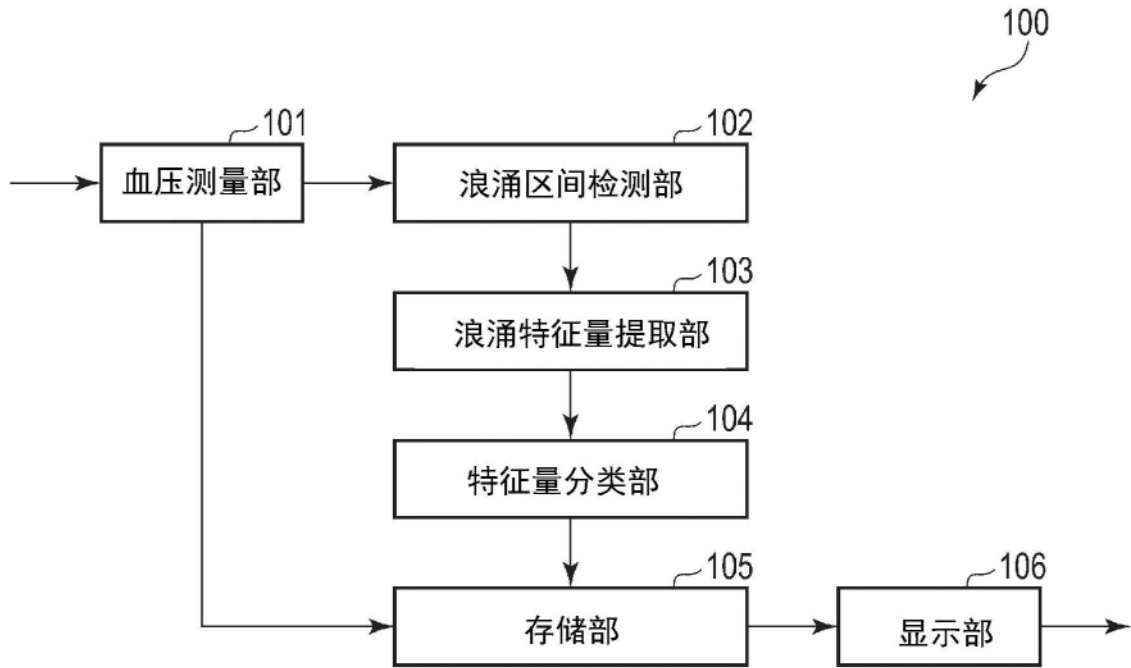 100
101
血压测量部
102
浪涌区间检测部
103
浪涌特征量提取部
104
特征量分类部
105
存储部
106
显示部